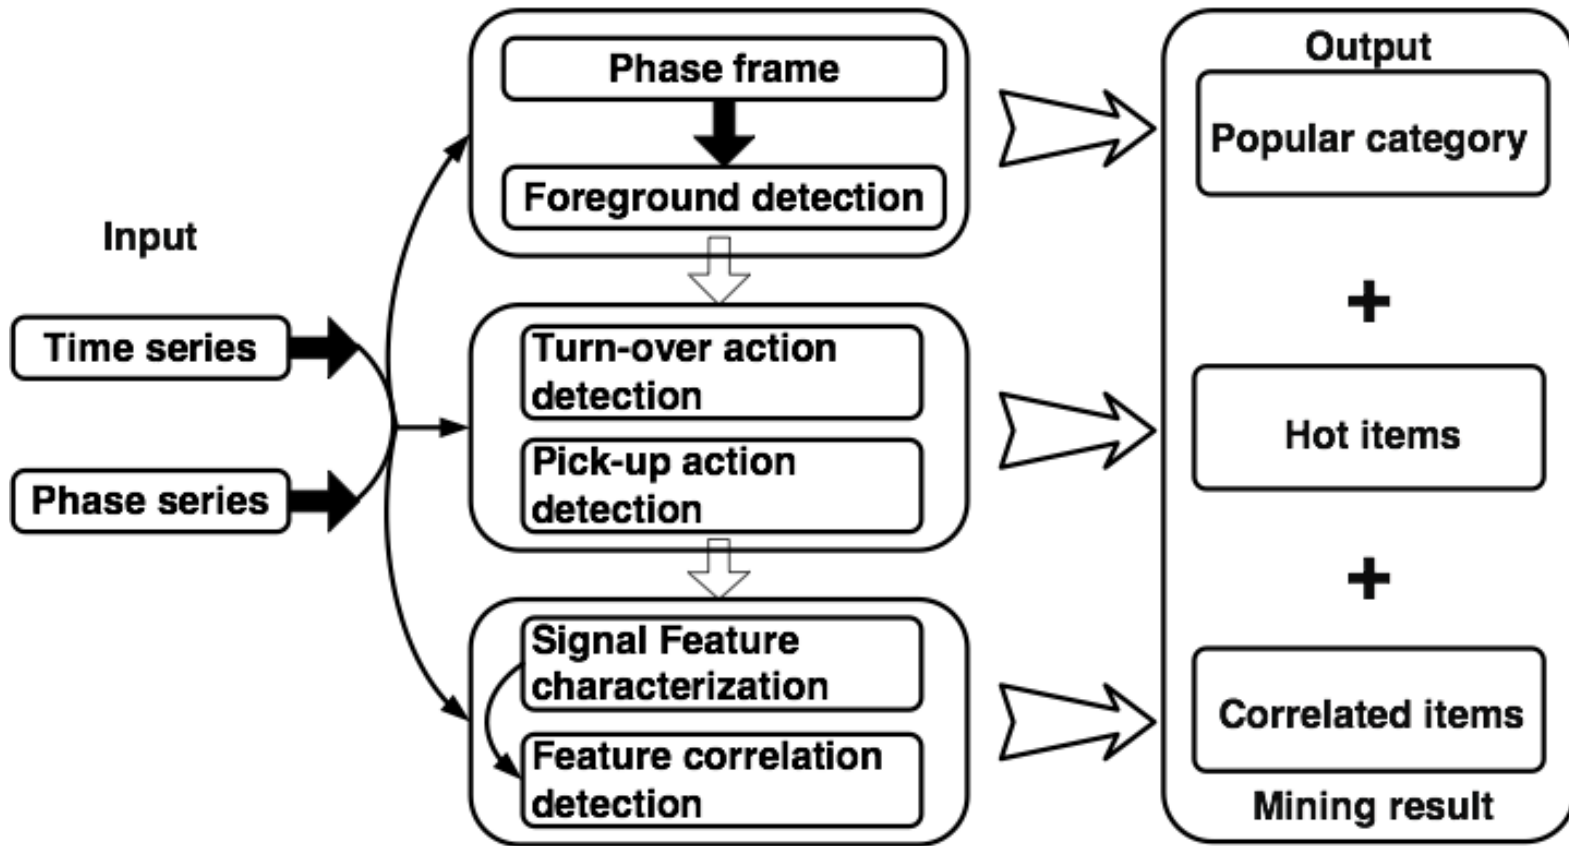 Input
Time series
Phase series
Phase frame
Foreground detection
Turn-over action
detection
Pick-up action
detection
Signal Feature
characterization
Feature correlation
detection
Output
Popular category
+
Hot items
+
Correlated items
Mining result